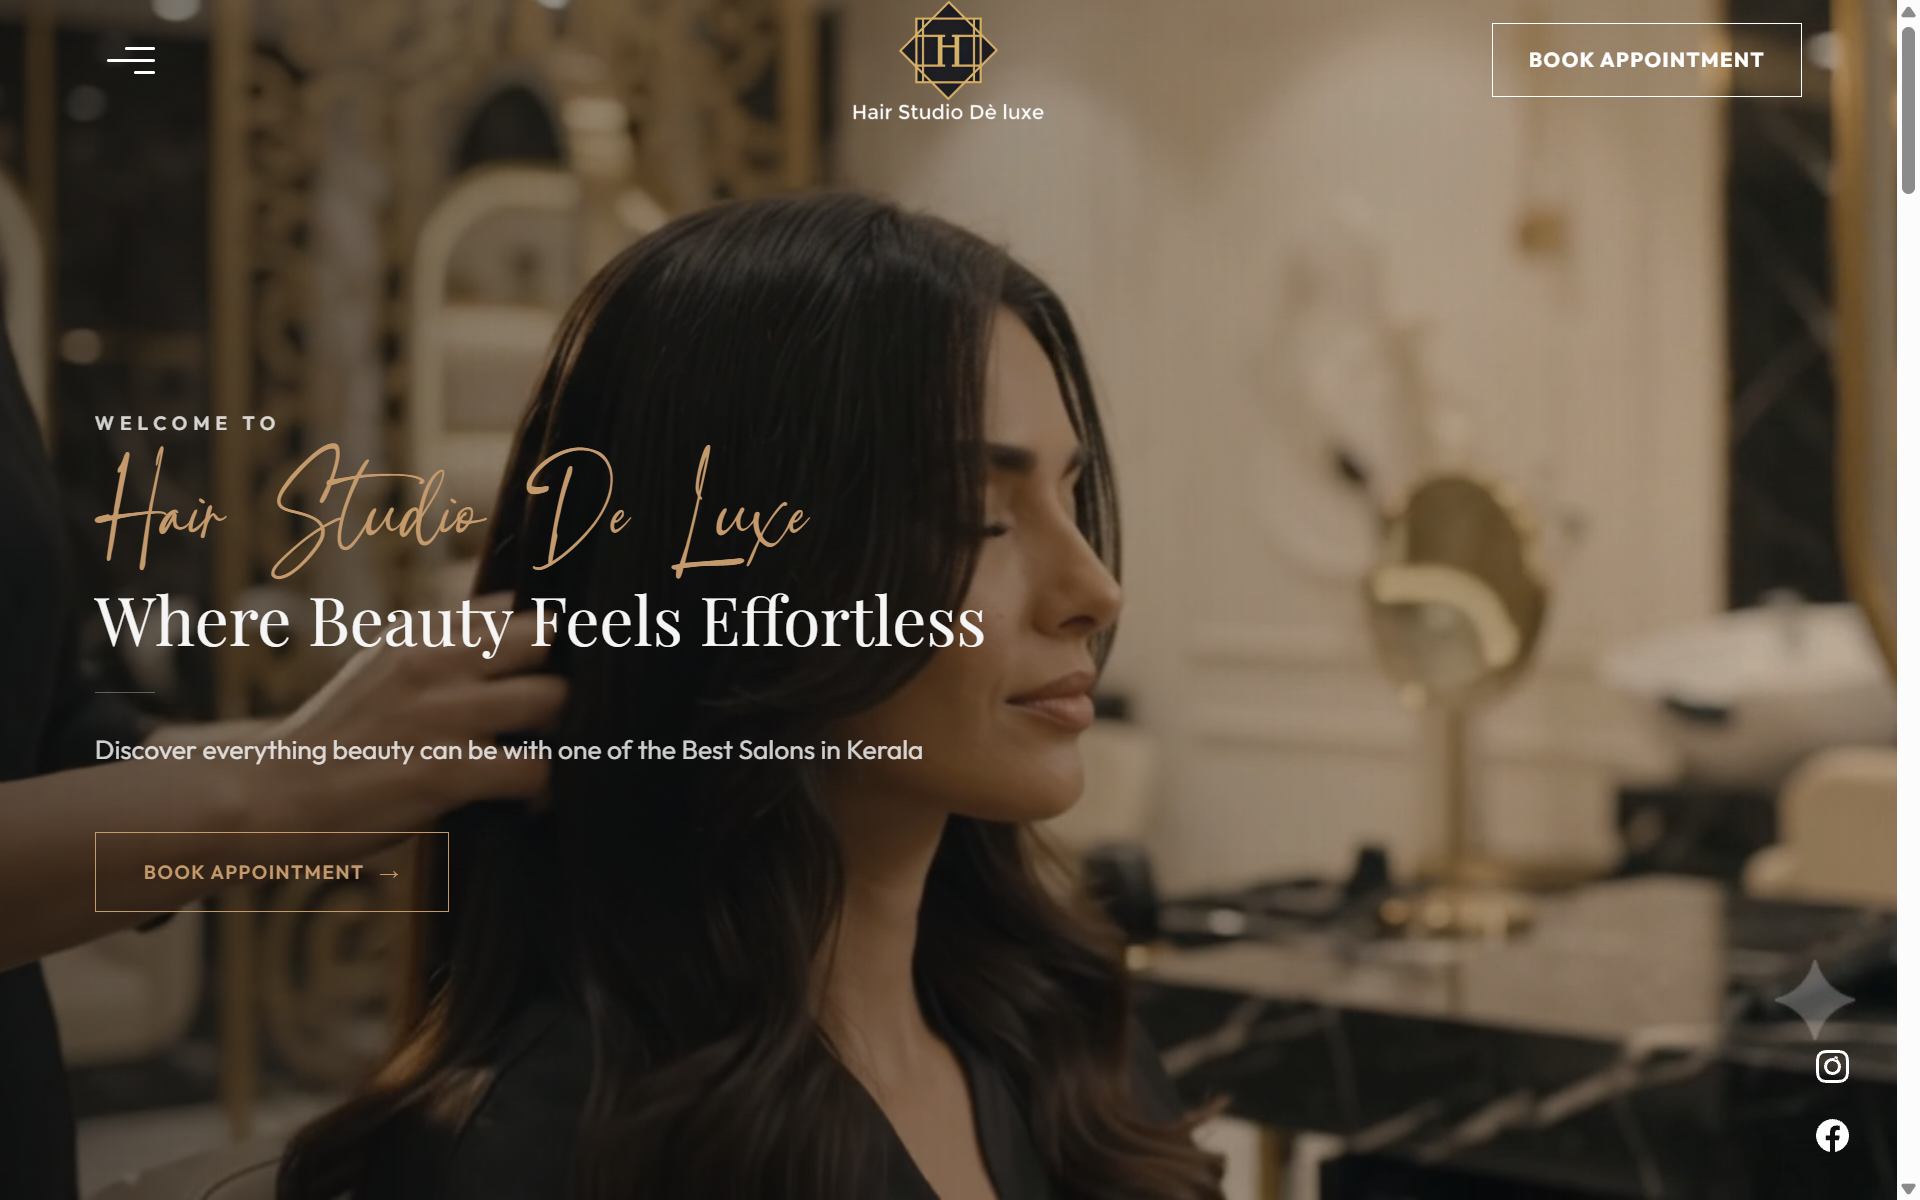 H
Hair Studio Dè luxe
BOOK APPOINTMENT
WELCOME TO
Hair Studio De Luxe
Where Beauty Feels Effortless
Discover everything beauty can be with one of the Best Salons in Kerala
BOOK APPOINTMENT →